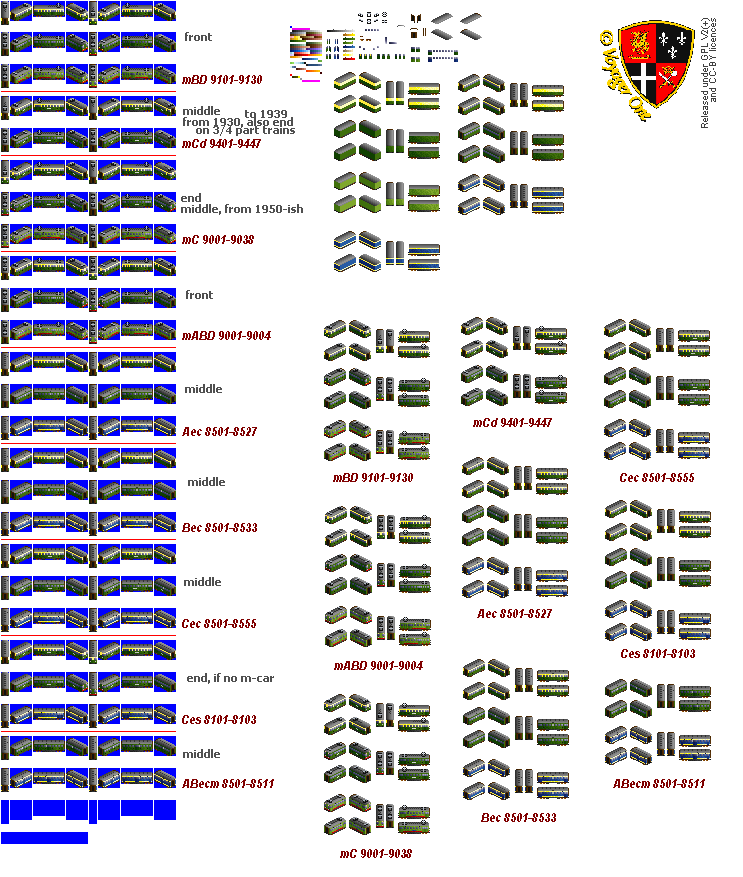 front
mBD 9101-9130
middle
to 1939
from 1930, also end
on 3/4 part trains
mCd 9401-9447
end
middle, from 1950-ish
mC 9001-9038
front
mABD 9001-9004
middle
Aec 8501-8527
middle
Bec 8501-8533
middle
Cec 8501-8555
end, if no m-car
Ces 8101-8103
middle
ABecm 8501-8511
mBD 9101-9130
mABD 9001-9004
mC 9001-9038
mCd 9401-9447
Aec 8501-8527
Bec 8533-8533
Cec 8501-8555
Ces 8101-8103
ABecm 8501-8511
© Voyager One
Released under GPL V2(+)
and CC-BY licences